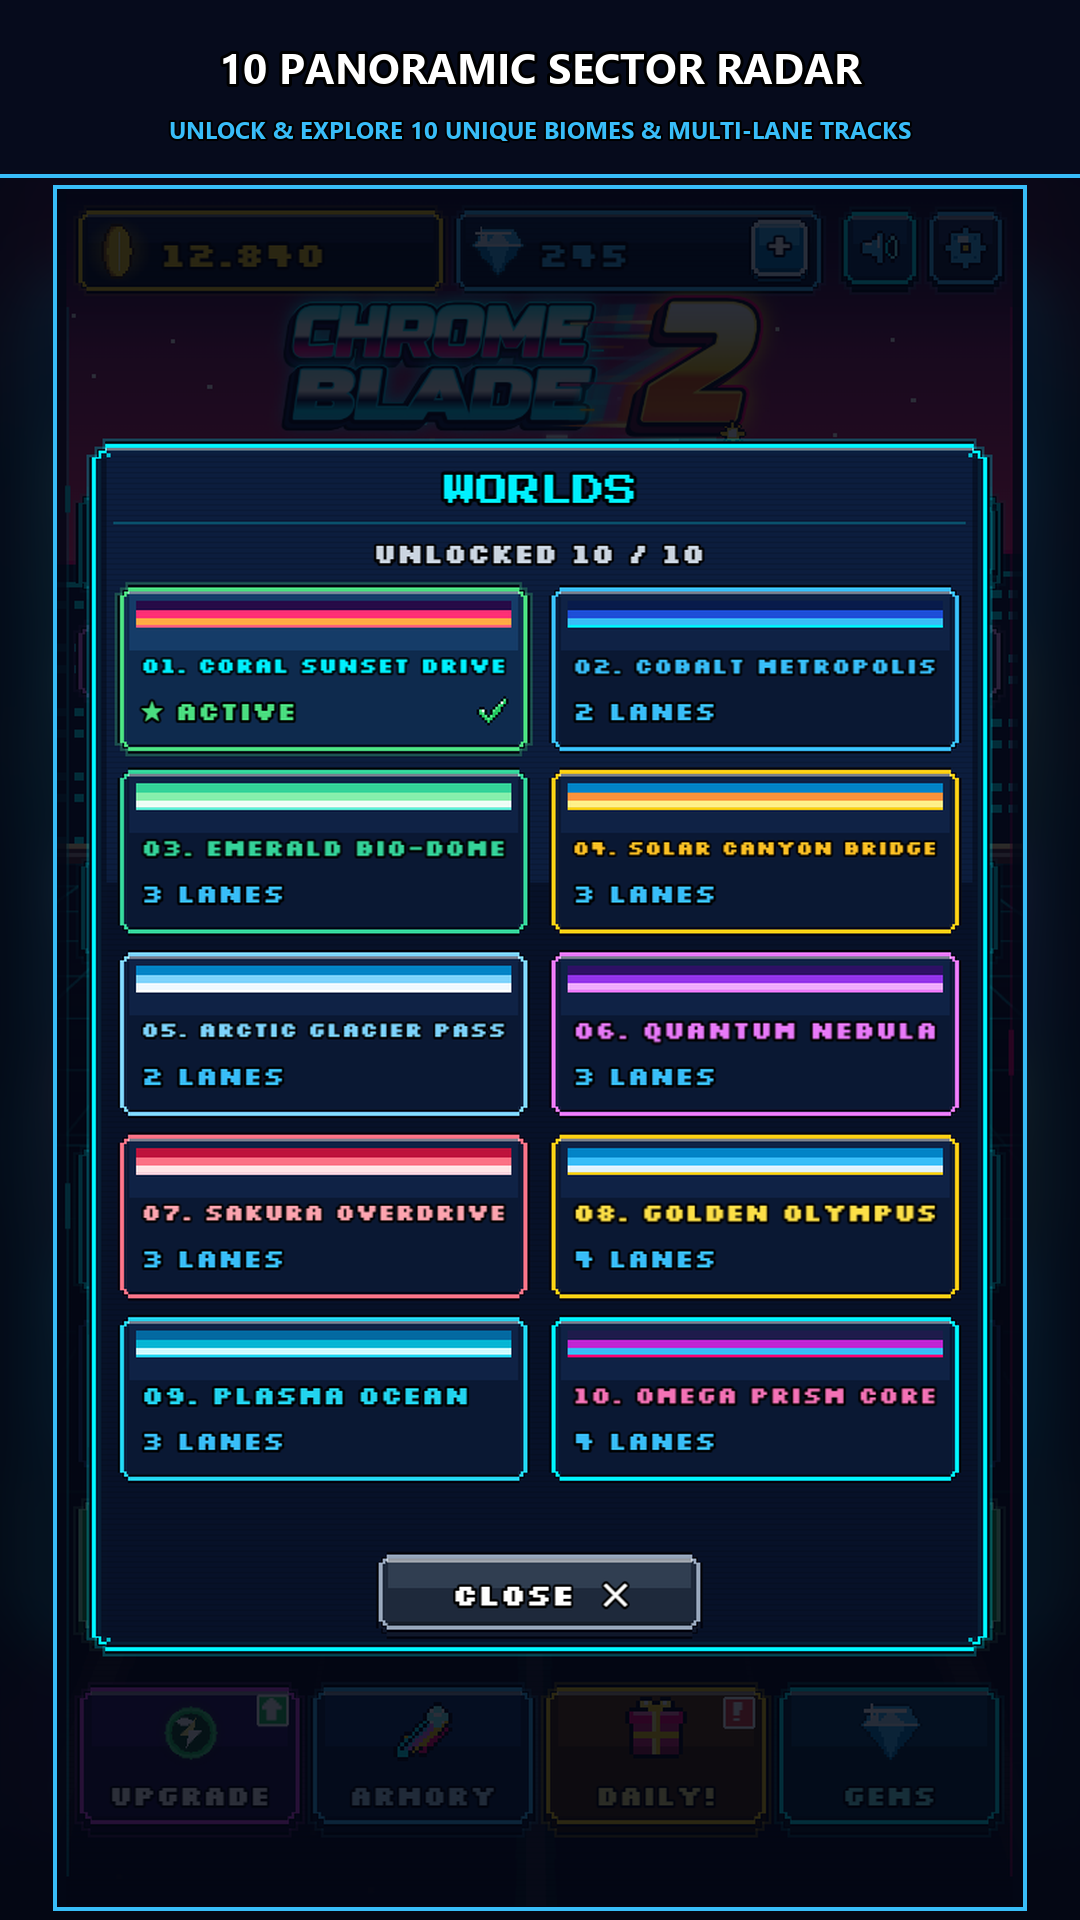 10 PANORAMIC SECTOR RADAR
UNLOCK & EXPLORE 10 UNIQUE BIOMES & MULTI-LANE TRACKS
12.840
245
CHROME
BLADE 2
WORLDS
UNLOCKED 10 / 10
01. CORAL SUNSET DRIVE
★ ACTIVE
02. COBALT METROPOLIS
2 LANES
03. EMERALD BIO-DOME
3 LANES
04. SOLAR CANYON BRIDGE
3 LANES
05. ARCTIC GLACIER PASS
2 LANES
06. QUANTUM NEBULA
3 LANES
07. SAKURA OVERDRIVE
3 LANES
08. GOLDEN OLYMPUS
4 LANES
09. PLASMA OCEAN
3 LANES
10. OMEGA PRISM CORE
4 LANES
CLOSE ✕
UPGRADE
ARMORY
DAILY!
GEMS